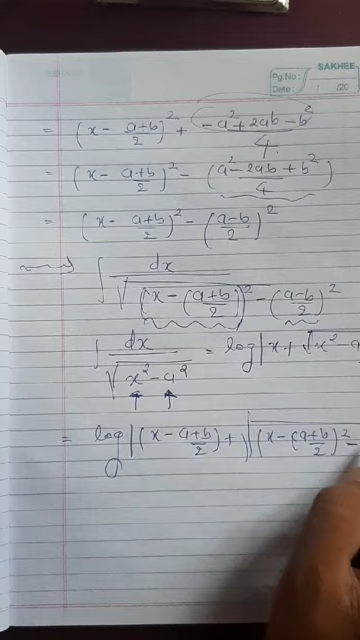 SAKHEE
Pg.No :
Date : / /20
= (x - a+b/2)² + -a²+2ab-b²/4
= (x - a+b/2)² - (a²-2ab+b²/4)
= (x - a+b/2)² - (a-b/2)²
∫ dx/√((x - (a+b/2))² - (a-b/2)²)
∫ dx/√(x²-a²) = log|x+√x²-a
= log|(x - a+b/2) + √(x-(a+b/2)²-